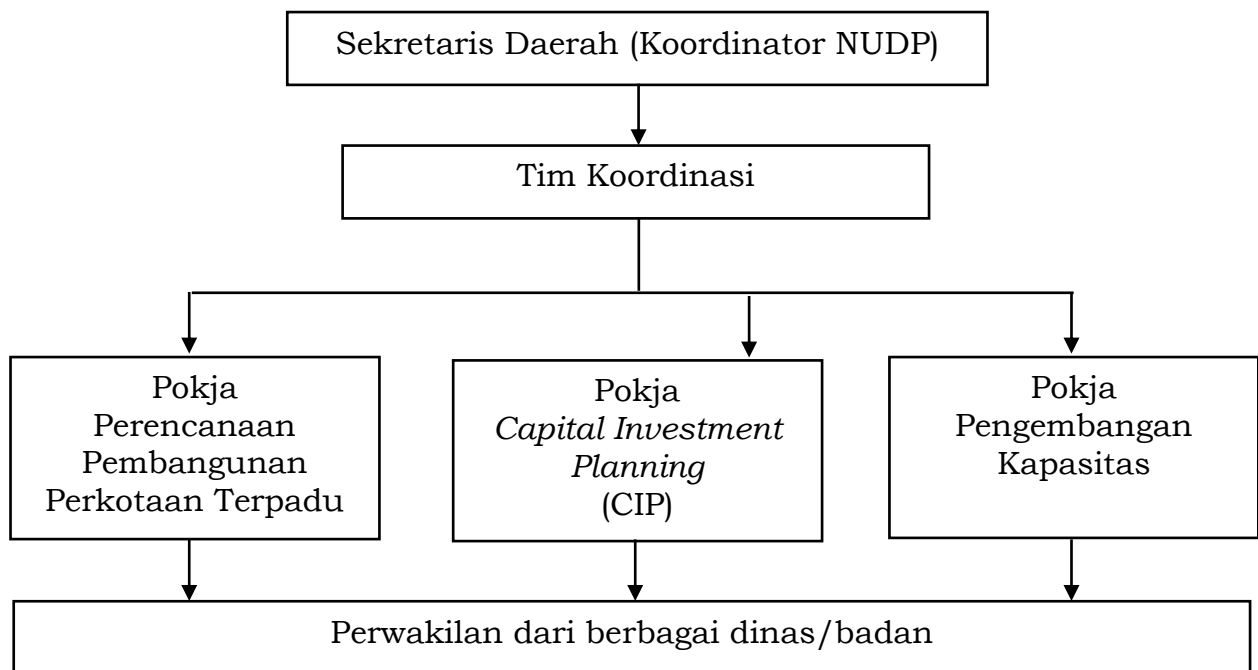 Sekretaris Daerah (Koordinator NUDP)
Tim Koordinasi
Pokja
Perencanaan
Pembangunan
Perkotaan Terpadu
Pokja
Capital Investment
Planning
(CIP)
Pokja
Pengembangan
Kapasitas
Perwakilan dari berbagai dinas/badan